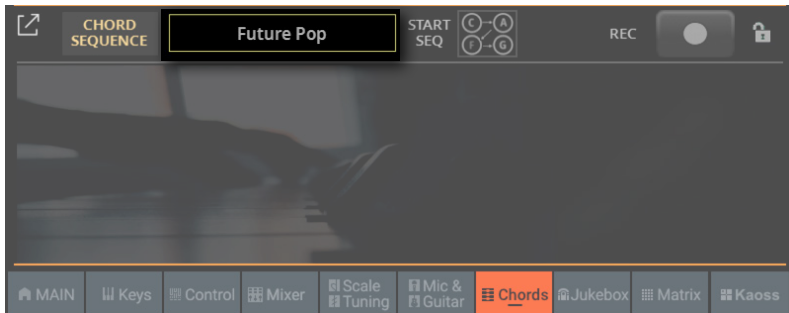 CHORD
SEQUENCE
Future Pop
START
SEQ
C A
F G
REC
MAIN
Keys
Control
Mixer
Scale
Tuning
Mic &
Guitar
Chords
Jukebox
Matrix
Kaoss